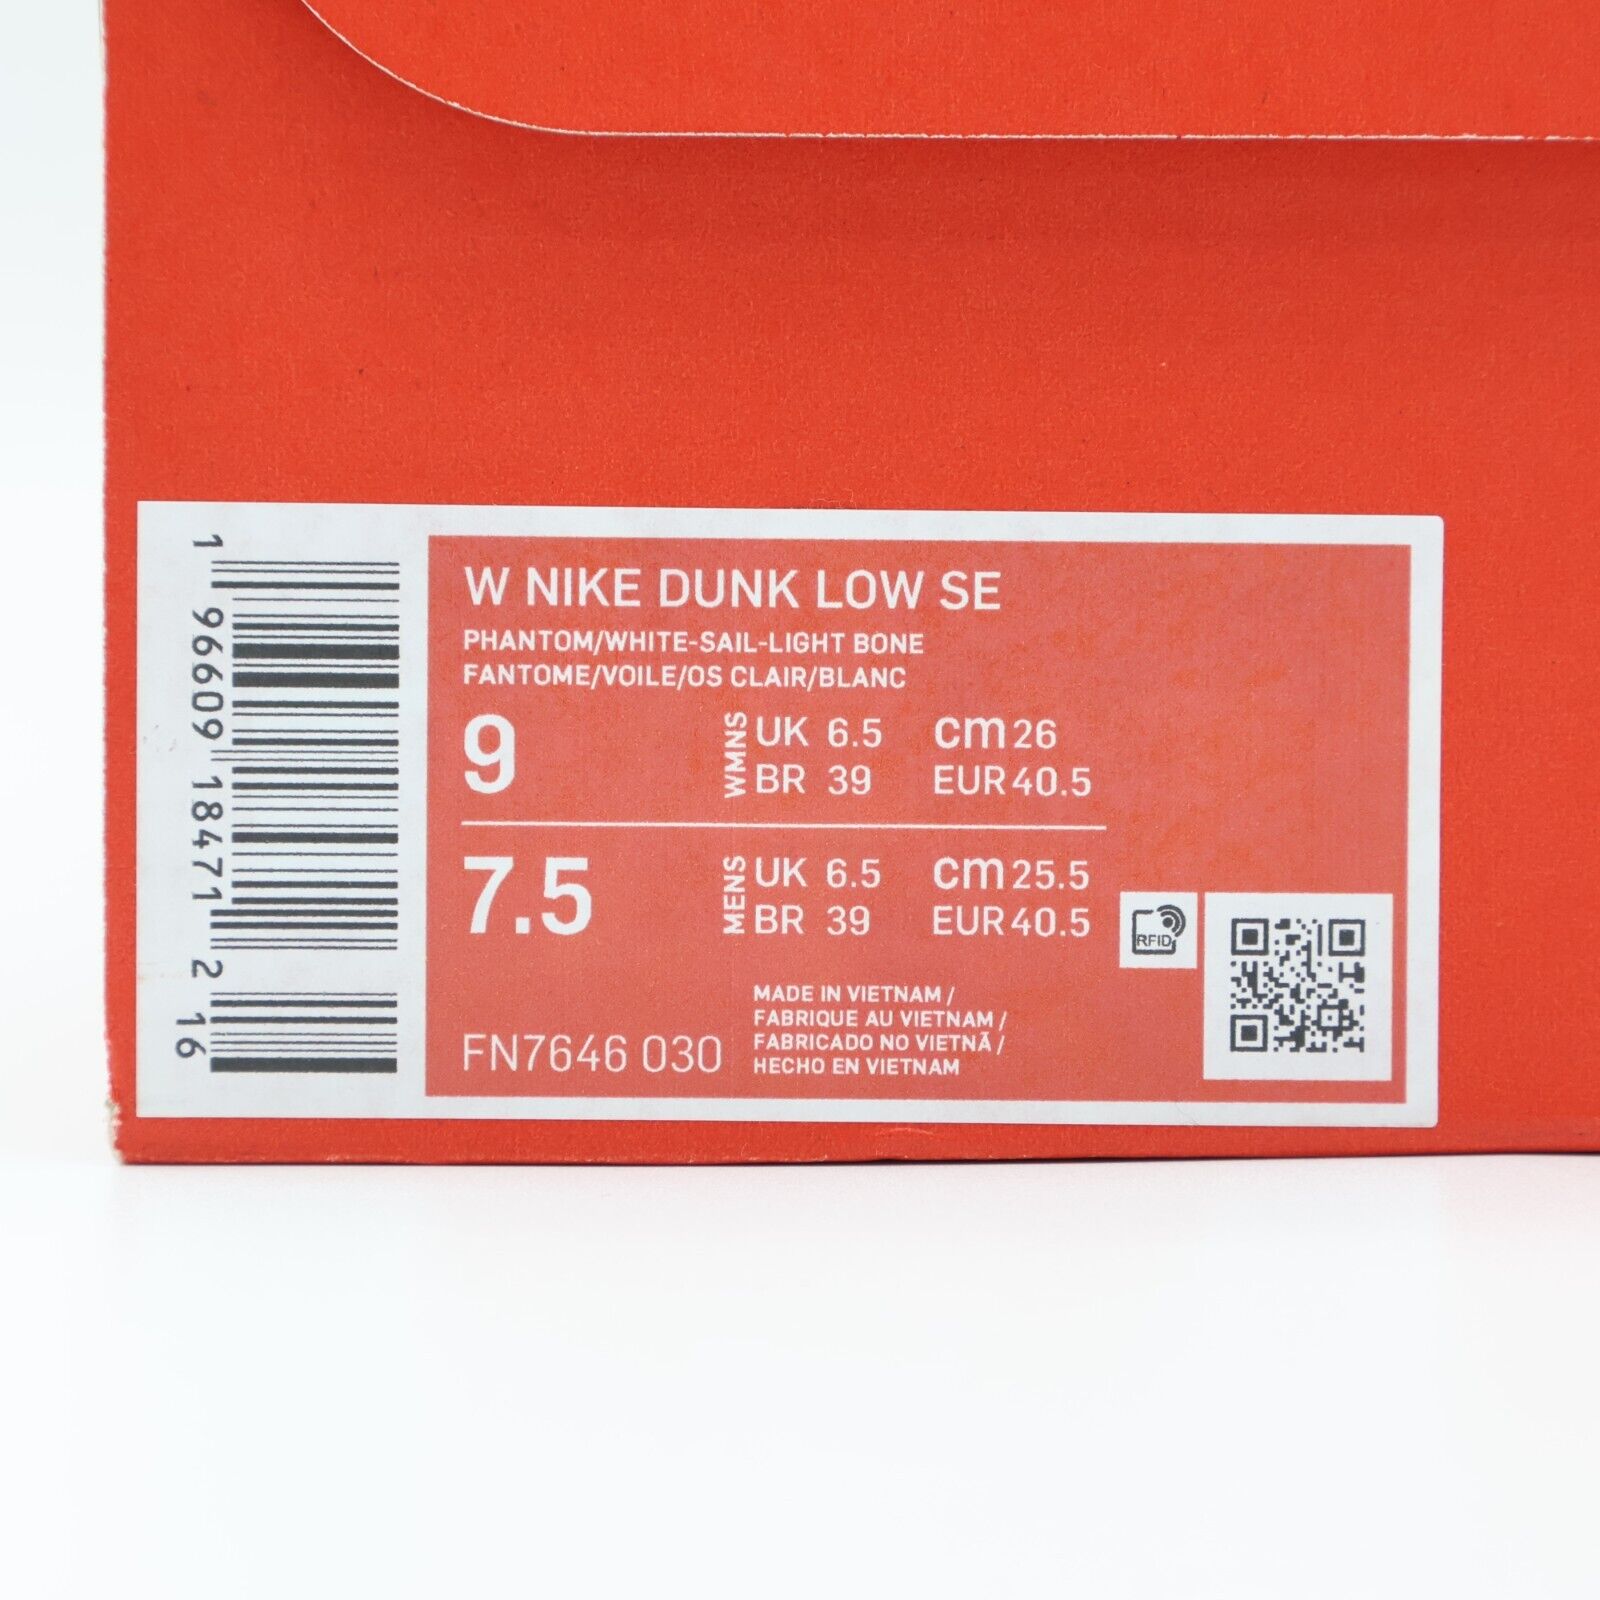 W NIKE DUNK LOW SE
PHANTOM/WHITE-SAIL-LIGHT BONE
FANTOME/VOILE/OS CLAIR/BLANC
9 WMNS UK 6.5 cm 26
BR 39 EUR 40.5
7.5 MENS UK 6.5 cm 25.5
BR 39 EUR 40.5
RFID
FN7646 030
MADE IN VIETNAM /
FABRIQUE AU VIETNAM /
FABRICADO NO VIETNÃ /
HECHO EN VIETNAM
1 96609 18471 2 16